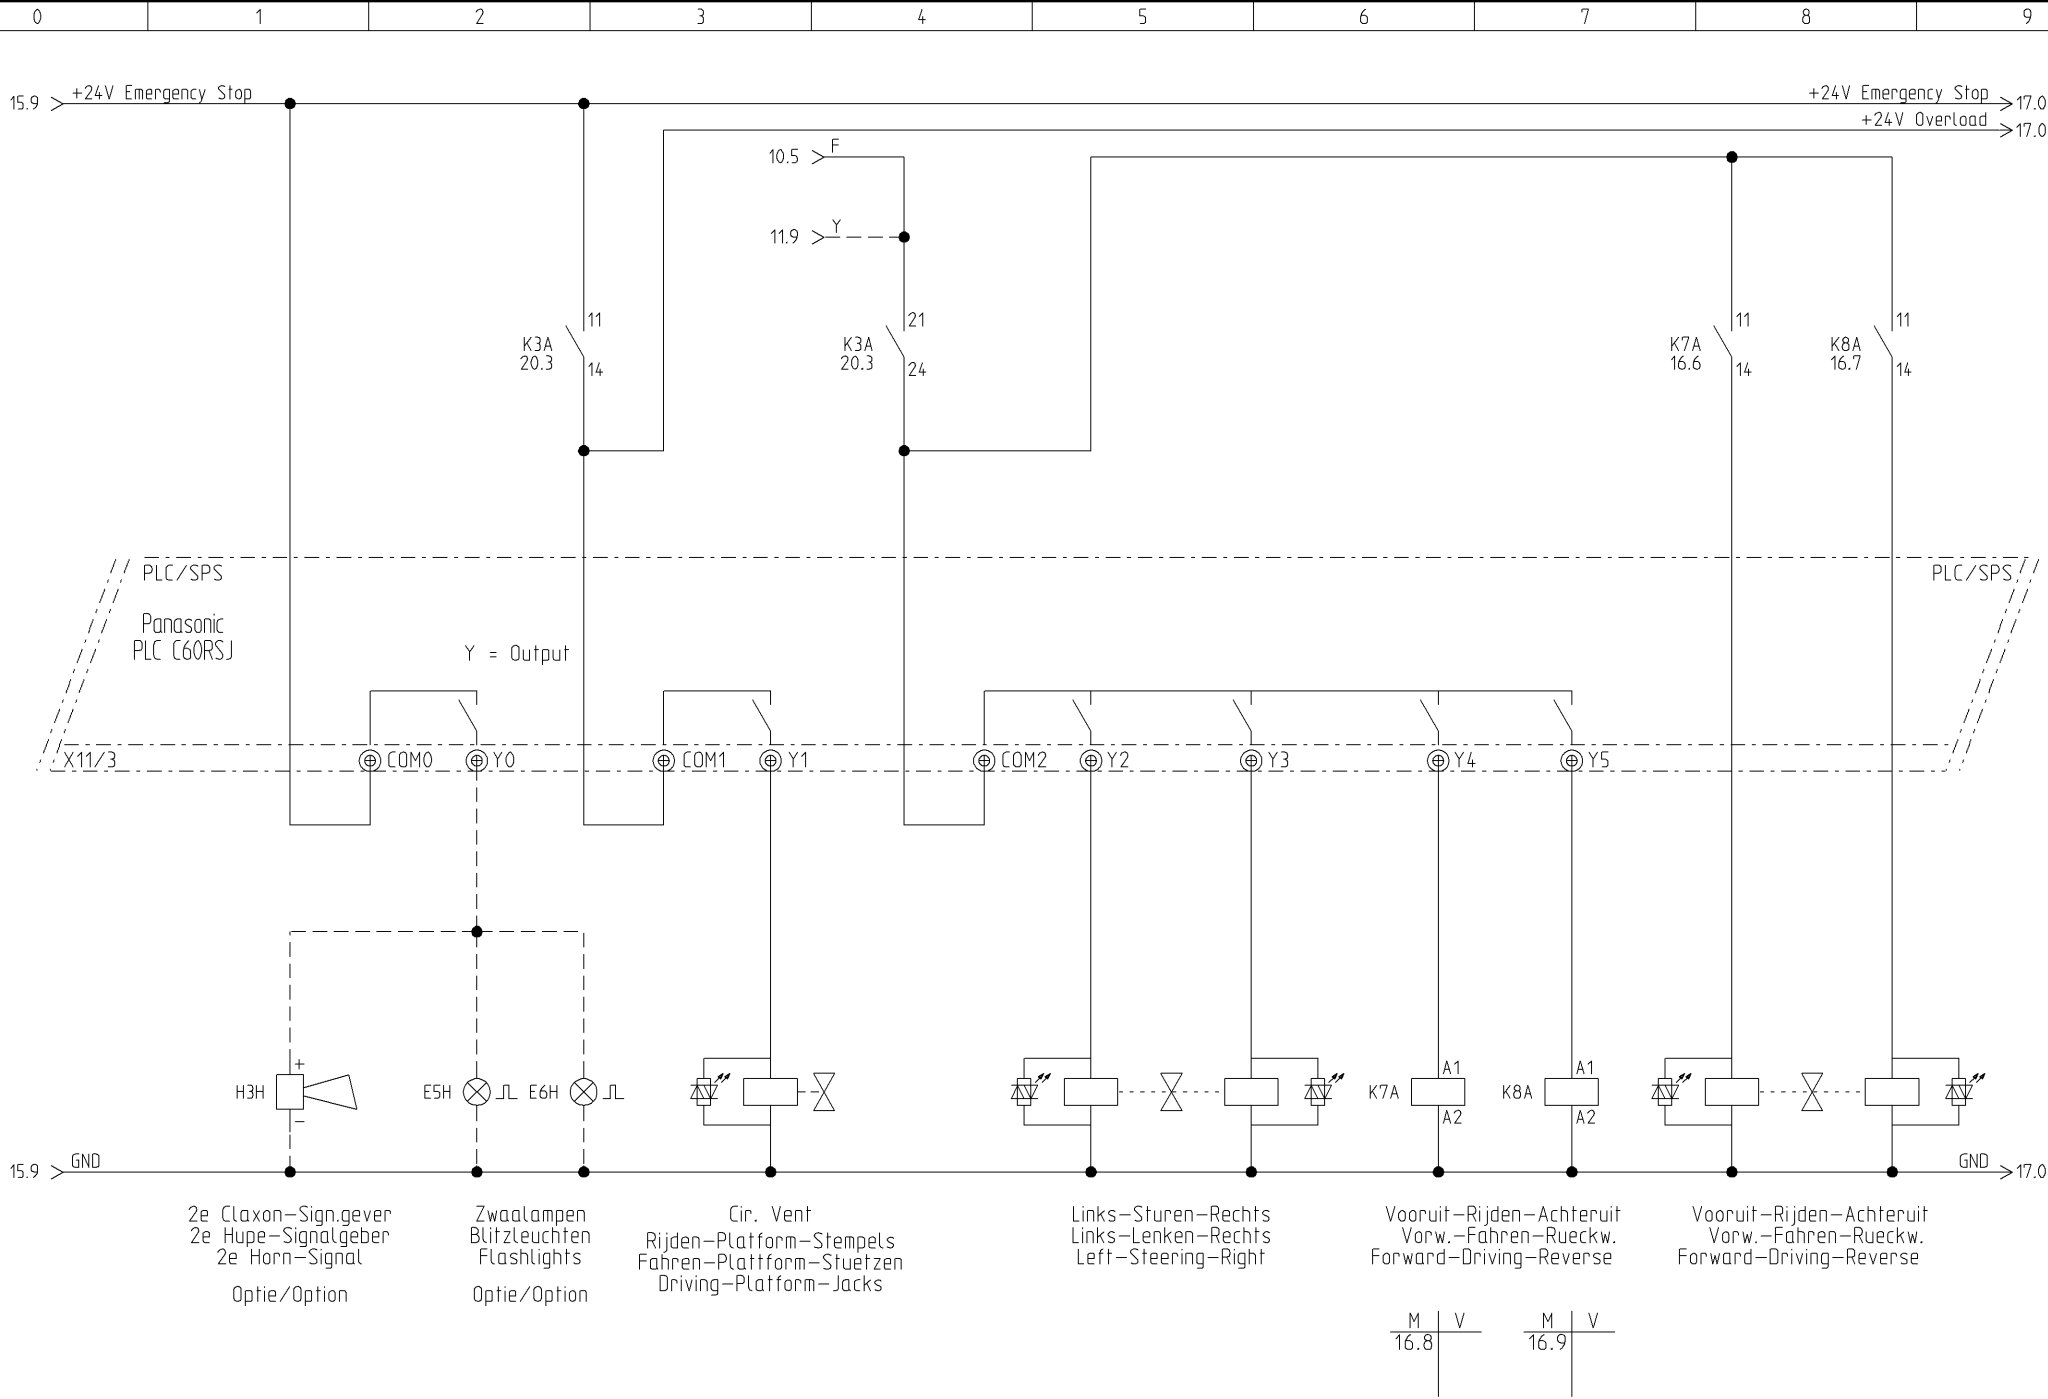 0 1 2 3 4 5 6 7 8 9
15.9 +24V Emergency Stop +24V Emergency Stop 17.0
+24V Overload 17.0
10.5 F
11.9 Y
11 21 11 11
K3A K3A K7A K8A
20.3 20.3 16.6 16.7
14 24 14 14
PLC/SPS PLC/SPS
Panasonic
PLC C60RSJ
Y = Output
X11/3 COM0 Y0 COM1 Y1 COM2 Y2 Y3 Y4 Y5
+ A1 A1
H3H E5H E6H K7A K8A
− A2 A2
15.9 GND GND 17.0
2e Claxon-Sign.gever
2e Hupe-Signalgeber
2e Horn-Signal
Optie/Option
Zwaalampen
Blitzleuchten
Flashlights
Optie/Option
Cir. Vent
Rijden-Platform-Stempels
Fahren-Plattform-Stuetzen
Driving-Platform-Jacks
Links-Sturen-Rechts
Links-Lenken-Rechts
Left-Steering-Right
Vooruit-Rijden-Achteruit
Vorw.-Fahren-Rueckw.
Forward-Driving-Reverse
Vooruit-Rijden-Achteruit
Vorw.-Fahren-Rueckw.
Forward-Driving-Reverse
M V M V
16.8 16.9